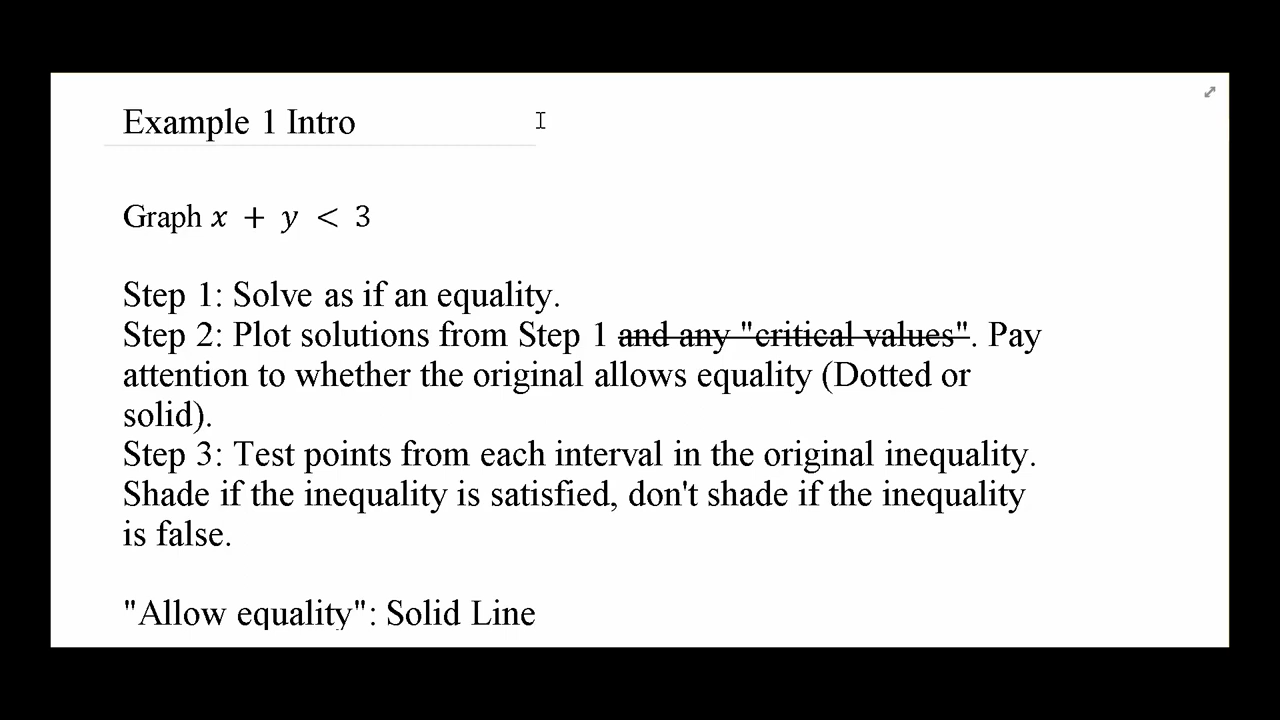 Example 1 Intro
Graph x + y < 3
Step 1: Solve as if an equality.
Step 2: Plot solutions from Step 1 and any "critical values". Pay
attention to whether the original allows equality (Dotted or
solid).
Step 3: Test points from each interval in the original inequality.
Shade if the inequality is satisfied, don't shade if the inequality
is false.
"Allow equality": Solid Line